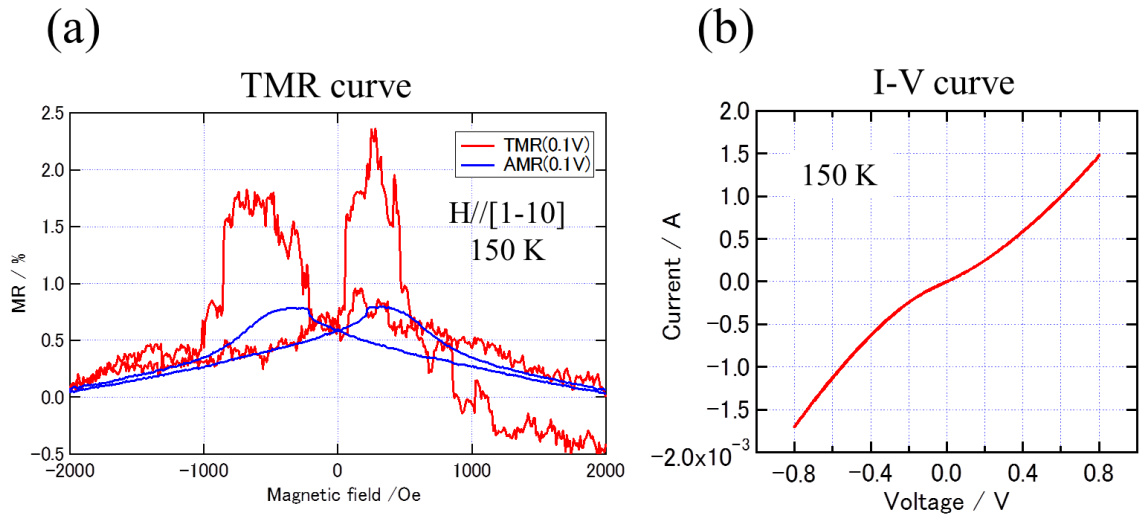 (a)
TMR curve
2.5
2.0
1.5
1.0
0.5
0.0
−0.5
MR / %
TMR(0.1V)
AMR(0.1V)
H//[1-10]
150 K
−2000
−1000
0
1000
2000
Magnetic field /Oe
(b)
I-V curve
2.0
1.5
1.0
0.5
0.0
−0.5
−1.0
−1.5
−2.0x10⁻³
Current / A
150 K
−0.8
−0.4
0.0
0.4
0.8
Voltage / V